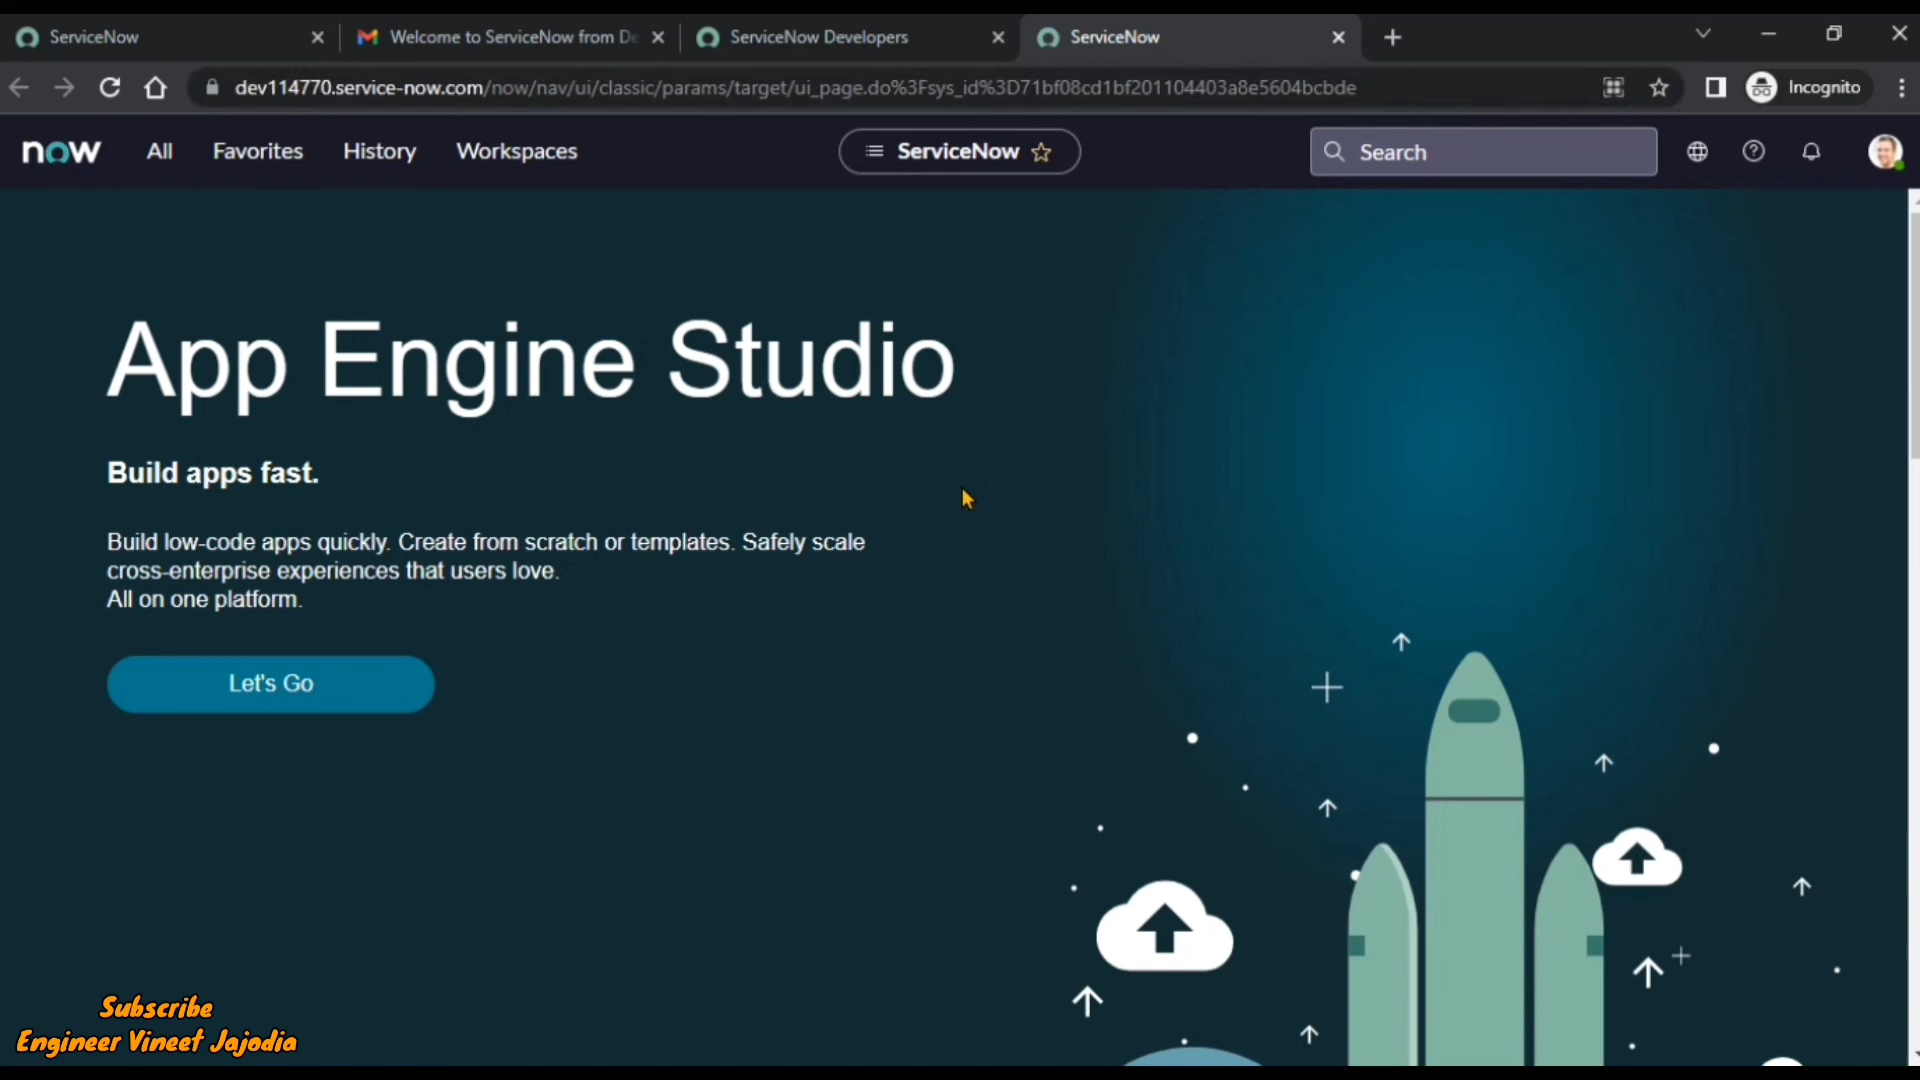 ServiceNow
Welcome to ServiceNow from De
ServiceNow Developers
ServiceNow
dev114770.service-now.com/now/nav/ui/classic/params/target/ui_page.do%3Fsys_id%3D71bf08cd1bf201104403a8e5604bcbde
Incognito
now
All
Favorites
History
Workspaces
ServiceNow
Search
App Engine Studio
Build apps fast.
Build low-code apps quickly. Create from scratch or templates. Safely scale
cross-enterprise experiences that users love.
All on one platform.
Let's Go
Subscribe
Engineer Vineet Jajodia